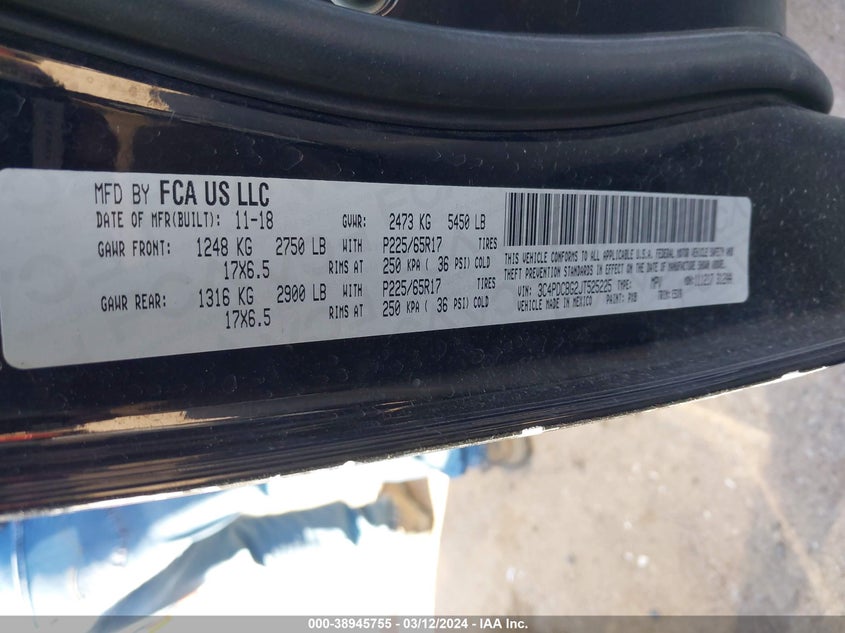 MFD BY FCA US LLC
DATE OF MFR(BUILT): 11-18 GVWR: 2473 KG 5450 LB
GAWR FRONT: 1248 KG 2750 LB WITH P225/65R17 TIRES
17X6.5 RIMS AT 250 KPA ( 36 PSI) COLD
GAWR REAR: 1316 KG 2900 LB WITH P225/65R17 TIRES
17X6.5 RIMS AT 250 KPA ( 36 PSI) COLD
THIS VEHICLE CONFORMS TO ALL APPLICABLE U.S.A. FEDERAL MOTOR VEHICLE SAFETY AND
THEFT PREVENTION STANDARDS IN EFFECT ON THE DATE OF MANUFACTURE SHOWN ABOVE.
VIN: 3C4PDCBG2JT525225 TYPE: MPV
VEHICLE MADE IN MEXICO PAINT: PXB TRIM:
000-38945755 - 03/12/2024 - IAA Inc.